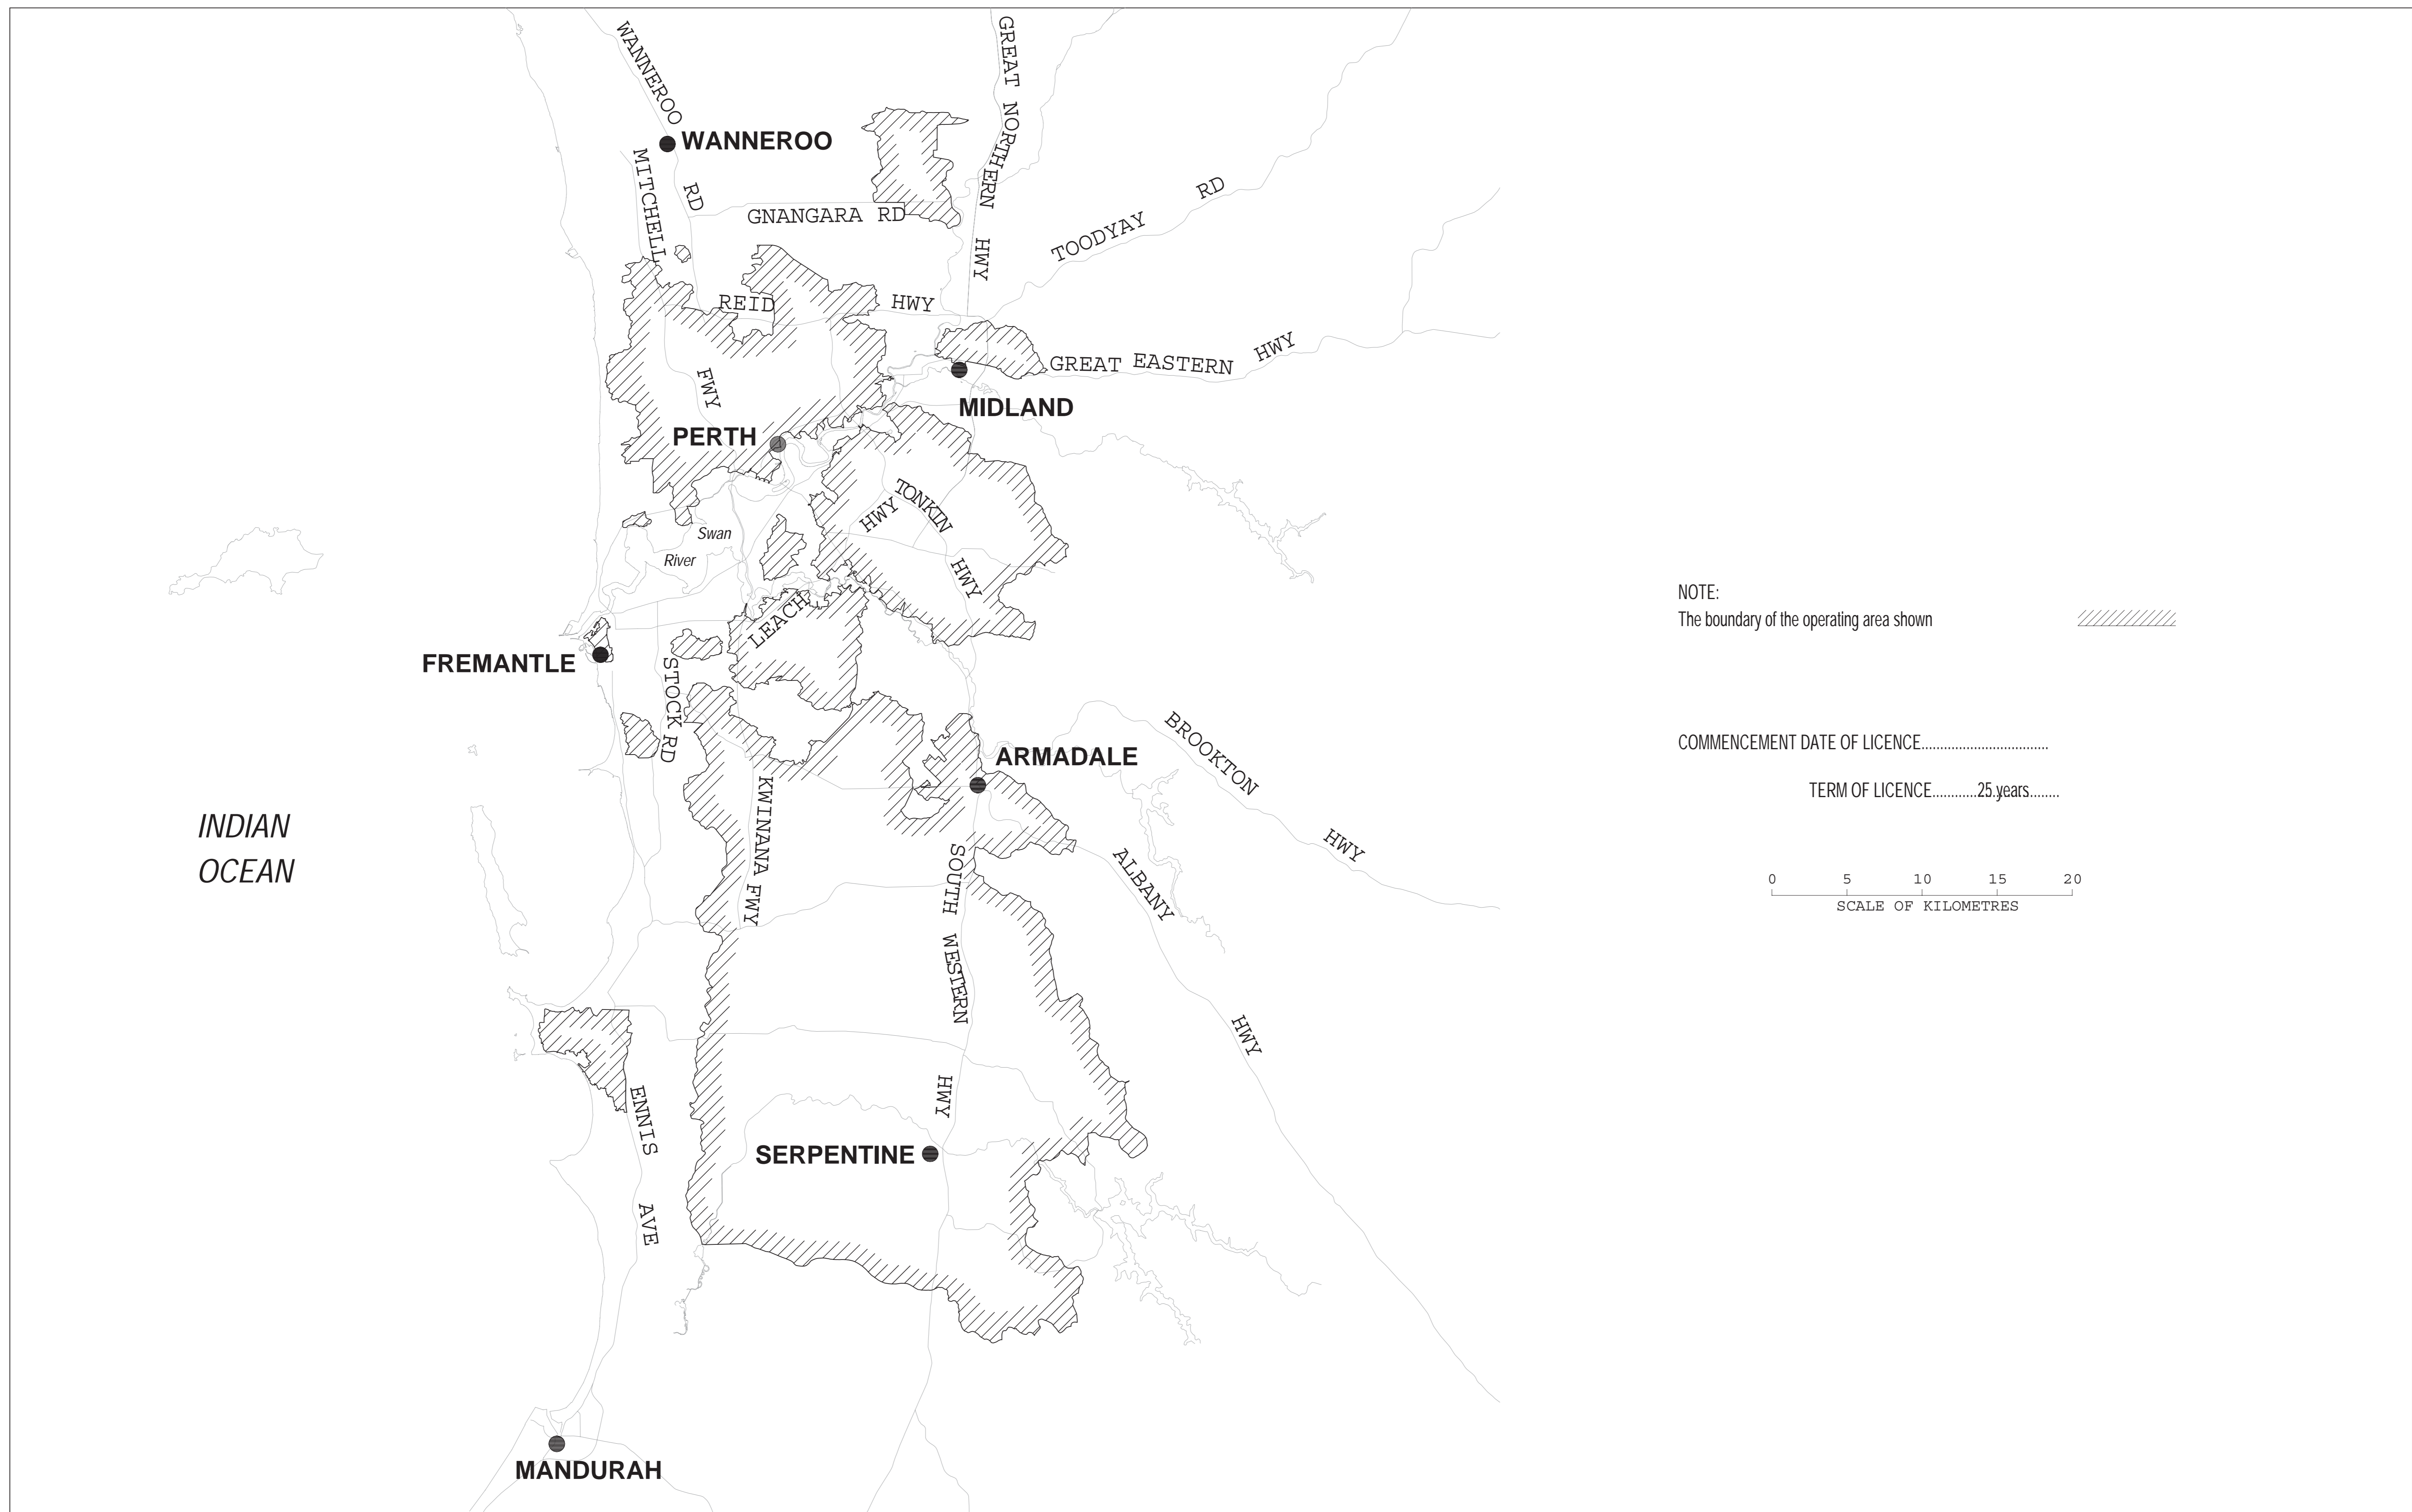 WANNEROO
RD
GREAT NORTHERN
HWY
WANNEROO
MITCHELL
FWY
GNANGARA RD
TOODYAY
RD
REID
HWY
GREAT EASTERN
HWY
MIDLAND
PERTH
TONKIN
HWY
HWY
Swan
River
LEACH
FREMANTLE
STOCK RD
ARMADALE
BROOKTON
HWY
KWINANA FWY
INDIAN
OCEAN
SOUTH WESTERN
HWY
ALBANY
HWY
ENNIS
AVE
SERPENTINE
MANDURAH
NOTE:
The boundary of the operating area shown
COMMENCEMENT DATE OF LICENCE..................................
TERM OF LICENCE............25 years.........
0 5 10 15 20
SCALE OF KILOMETRES